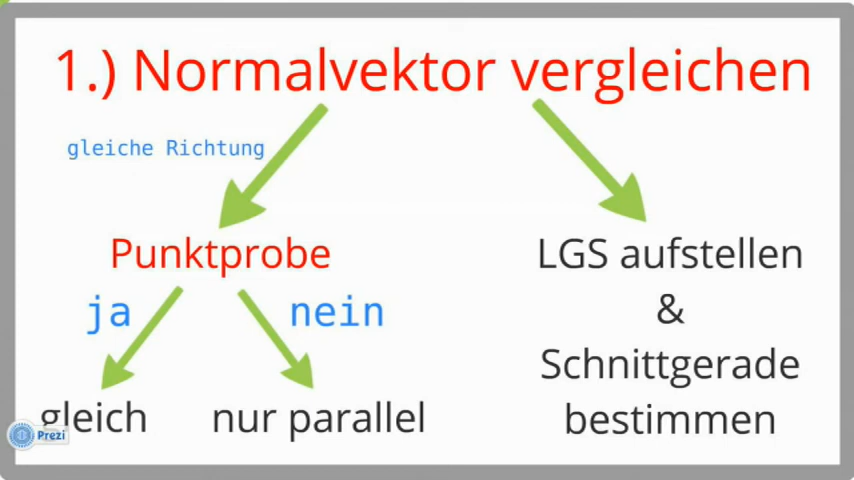 1.) Normalvektor vergleichen
gleiche Richtung
Punktprobe
ja
nein
gleich
nur parallel
LGS aufstellen
&
Schnittgerade
bestimmen
Prezi